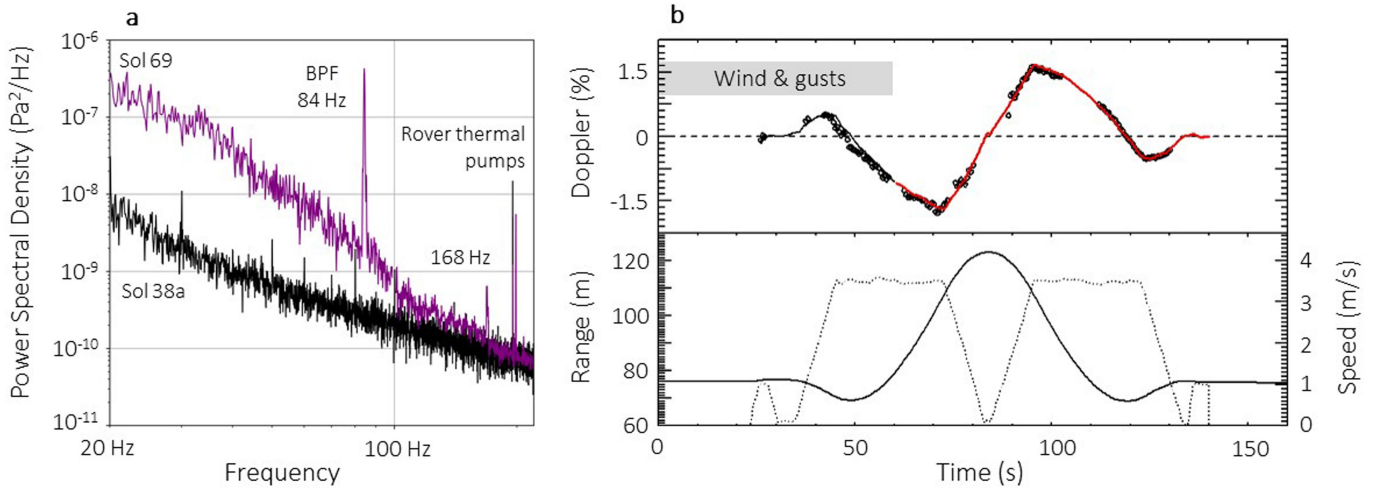 a
Power Spectral Density (Pa²/Hz)
10⁻⁶
10⁻⁷
10⁻⁸
10⁻⁹
10⁻¹⁰
10⁻¹¹
Sol 69
BPF
84 Hz
Rover thermal
pumps
168 Hz
Sol 38a
20 Hz
100 Hz
Frequency
b
Doppler (%)
1.5
0
-1.5
Wind & gusts
Range (m)
120
100
80
60
4
3
2
1
0
Speed (m/s)
0
50
100
150
Time (s)